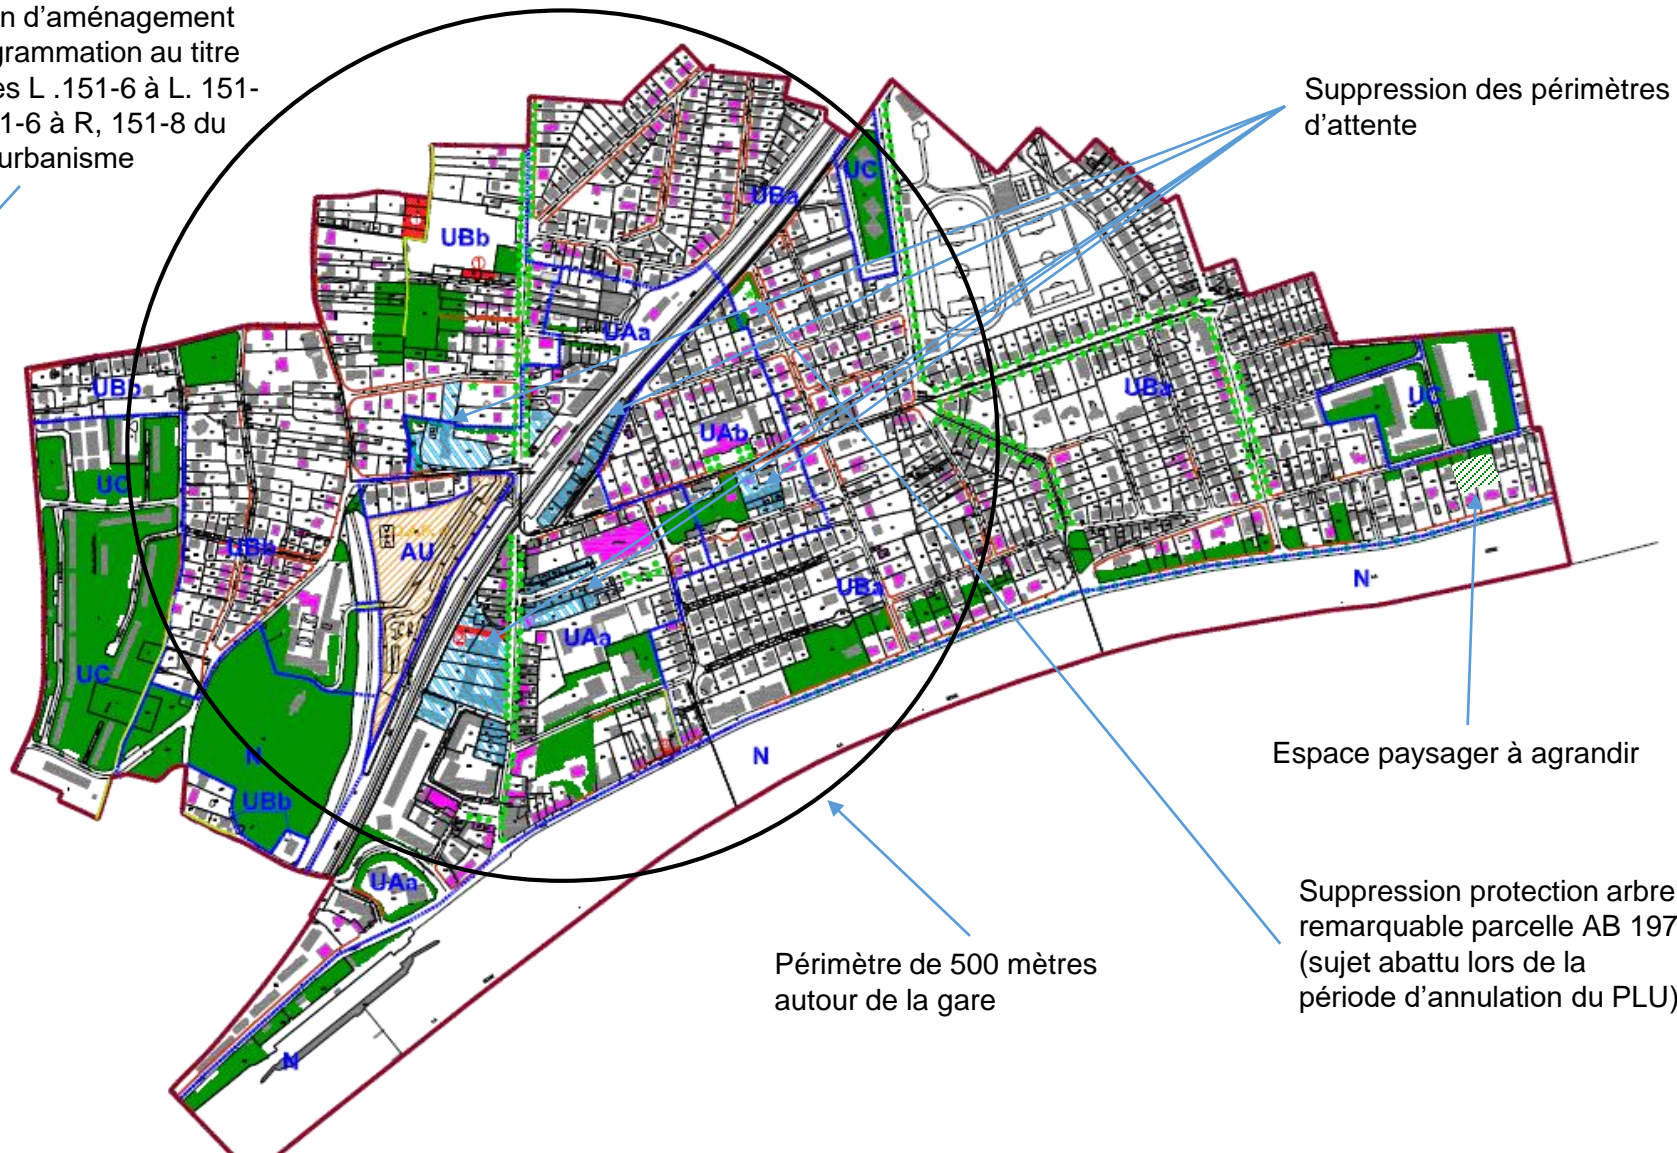 n d’aménagement
grammation au titre
es L .151-6 à L. 151-
1-6 à R, 151-8 du
urbanisme
Suppression des périmètres
d’attente
UC
UBa
UBb
1
UAa
UBb
UBa
UC
UAb
UC
AU
UBb
N
UBa
UAa
UC
N
N
Espace paysager à agrandir
UBb
UAa
Suppression protection arbre
remarquable parcelle AB 197
(sujet abattu lors de la
période d’annulation du PLU)
Périmètre de 500 mètres
autour de la gare
N